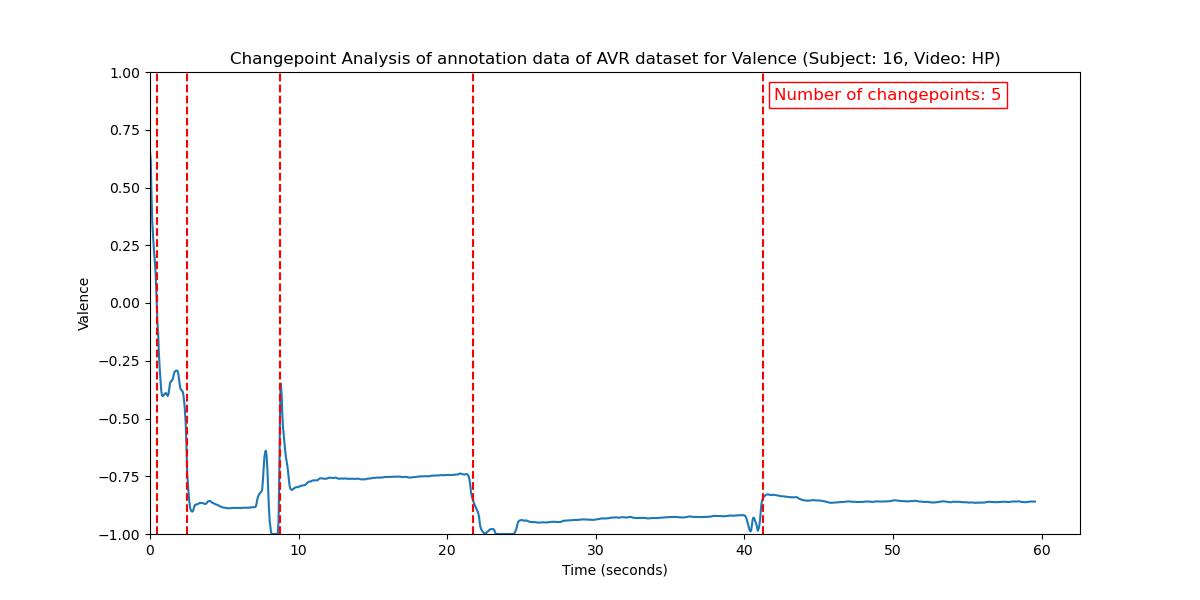 Changepoint Analysis of annotation data of AVR dataset for Valence (Subject: 16, Video: HP)
Number of changepoints: 5
1.00
0.75
0.50
0.25
0.00
−0.25
−0.50
−0.75
−1.00
Valence
0 10 20 30 40 50 60
Time (seconds)